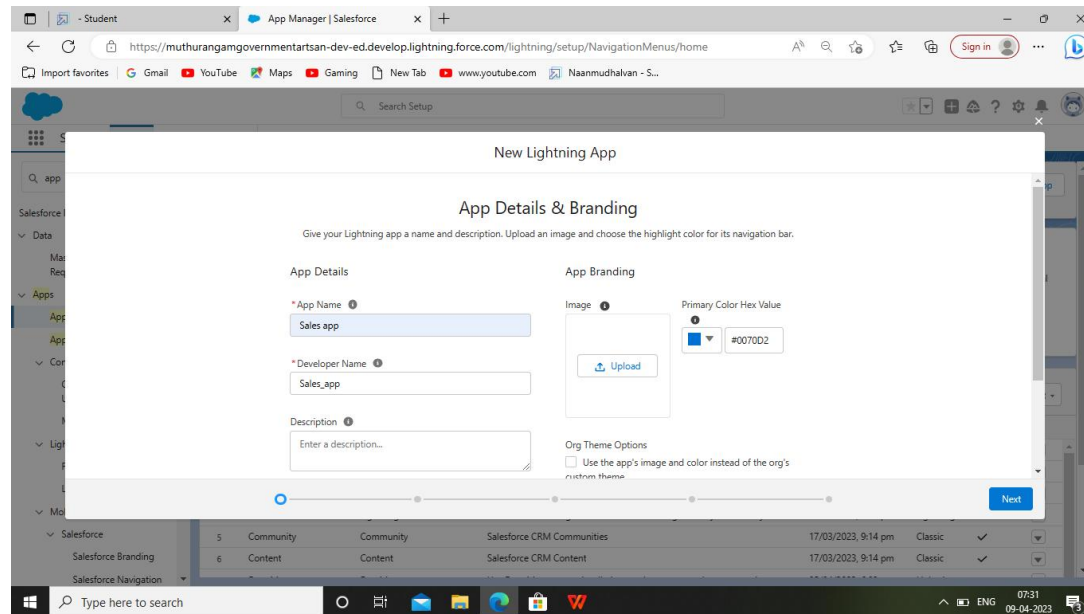 - Student
App Manager | Salesforce
https://muthurangamgovernmentartsan-dev-ed.develop.lightning.force.com/lightning/setup/NavigationMenus/home
Sign in
Import favorites
Gmail
YouTube
Maps
Gaming
New Tab
www.youtube.com
Naanmudhalvan - S...
Search Setup
New Lightning App
app
App Details & Branding
Give your Lightning app a name and description. Upload an image and choose the highlight color for its navigation bar.
Data
Apps
App Details
App Branding
*App Name
Sales app
Image
Primary Color Hex Value
#0070D2
Upload
*Developer Name
Sales_app
Description
Enter a description...
Org Theme Options
Use the app's image and color instead of the org's
custom theme
Next
Salesforce
Salesforce Branding
Salesforce Navigation
5 Community Community Salesforce CRM Communities 17/03/2023, 9:14 pm Classic
6 Content Content Salesforce CRM Content 17/03/2023, 9:14 pm Classic
Type here to search
ENG
07:31
09-04-2023